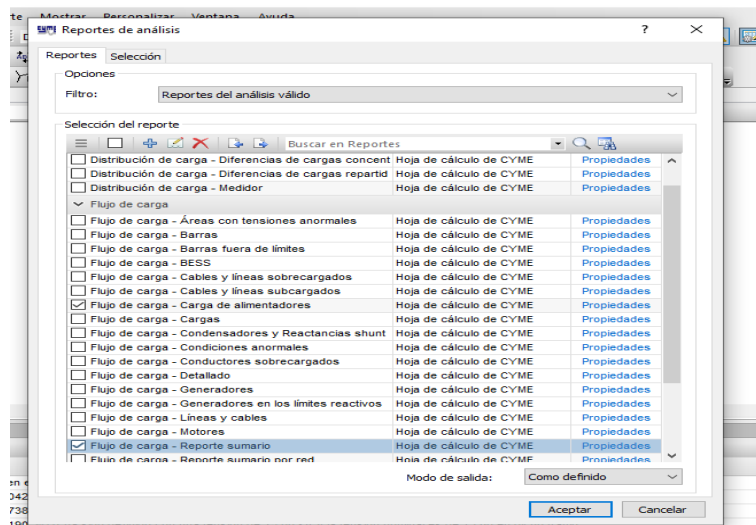 rte Mostrar Personalizar Ventana Ayuda
CYME Reportes de análisis ? ×
Reportes Selección
Opciones
Filtro: Reportes del análisis válido
Selección del reporte
Buscar en Reportes
Distribución de carga - Diferencias de cargas concent Hoja de cálculo de CYME Propiedades
Distribución de carga - Diferencias de cargas repartid Hoja de cálculo de CYME Propiedades
Distribución de carga - Medidor Hoja de cálculo de CYME Propiedades
Flujo de carga
Flujo de carga - Áreas con tensiones anormales Hoja de cálculo de CYME Propiedades
Flujo de carga - Barras Hoja de cálculo de CYME Propiedades
Flujo de carga - Barras fuera de límites Hoja de cálculo de CYME Propiedades
Flujo de carga - BESS Hoja de cálculo de CYME Propiedades
Flujo de carga - Cables y líneas sobrecargados Hoja de cálculo de CYME Propiedades
Flujo de carga - Cables y líneas subcargados Hoja de cálculo de CYME Propiedades
Flujo de carga - Carga de alimentadores Hoja de cálculo de CYME Propiedades
Flujo de carga - Cargas Hoja de cálculo de CYME Propiedades
Flujo de carga - Condensadores y Reactancias shunt Hoja de cálculo de CYME Propiedades
Flujo de carga - Condiciones anormales Hoja de cálculo de CYME Propiedades
Flujo de carga - Conductores sobrecargados Hoja de cálculo de CYME Propiedades
Flujo de carga - Detallado Hoja de cálculo de CYME Propiedades
Flujo de carga - Generadores Hoja de cálculo de CYME Propiedades
Flujo de carga - Generadores en los límites reactivos Hoja de cálculo de CYME Propiedades
Flujo de carga - Líneas y cables Hoja de cálculo de CYME Propiedades
Flujo de carga - Motores Hoja de cálculo de CYME Propiedades
Flujo de carga - Reporte sumario Hoja de cálculo de CYME Propiedades
Flujo de carga - Reporte sumario por red Hoja de cálculo de CYME Propiedades
Modo de salida: Como definido
Aceptar Cancelar
en e
042
738